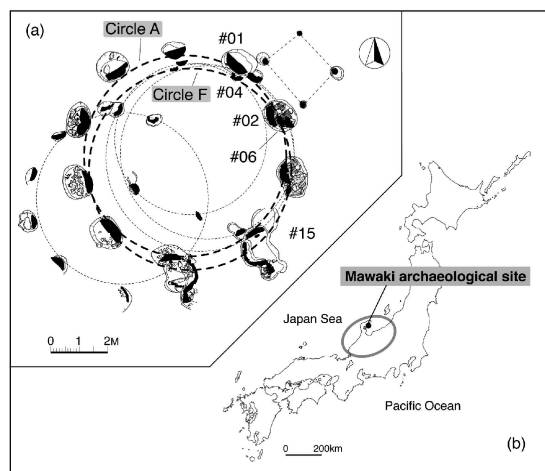 (a)
Circle A
#01
Circle F
#04
#02
#06
#15
0 1 2M
Mawaki archaeological site
Japan Sea
Pacific Ocean
0 200km
(b)